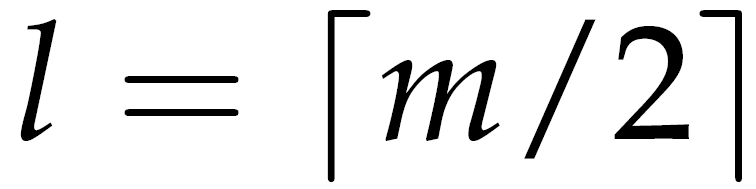 l = ⌈m/2⌉